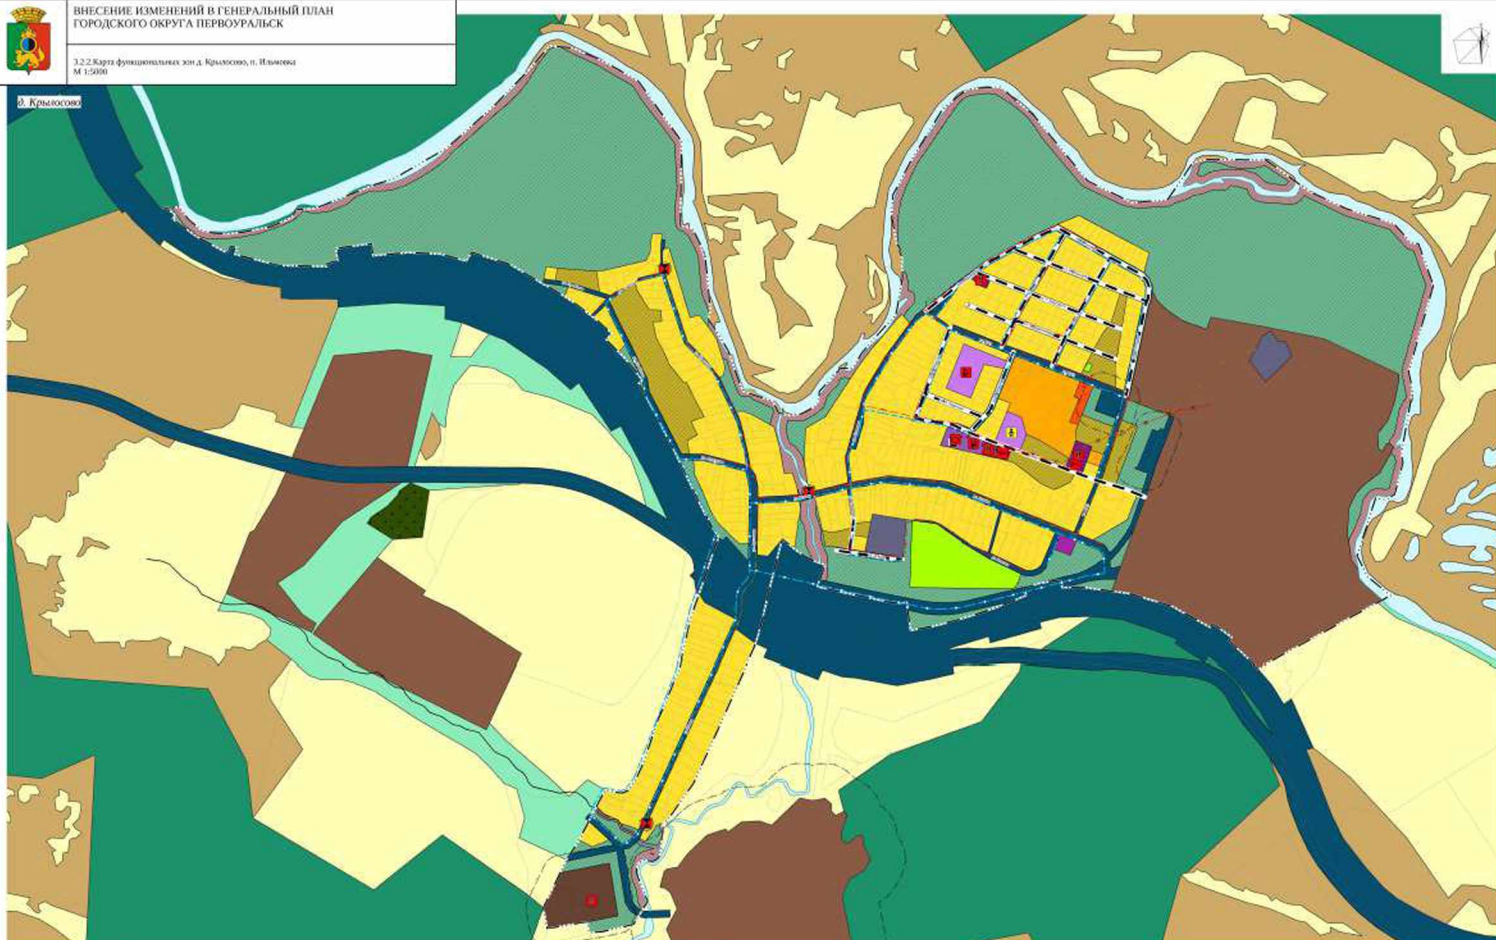 ВНЕСЕНИЕ ИЗМЕНЕНИЙ В ГЕНЕРАЛЬНЫЙ ПЛАН
ГОРОДСКОГО ОКРУГА ПЕРВОУРАЛЬСК
3.2.2.Карта функциональных зон д. Крылосово, п. Ильмовка
М 1:5000
д. Крылосово